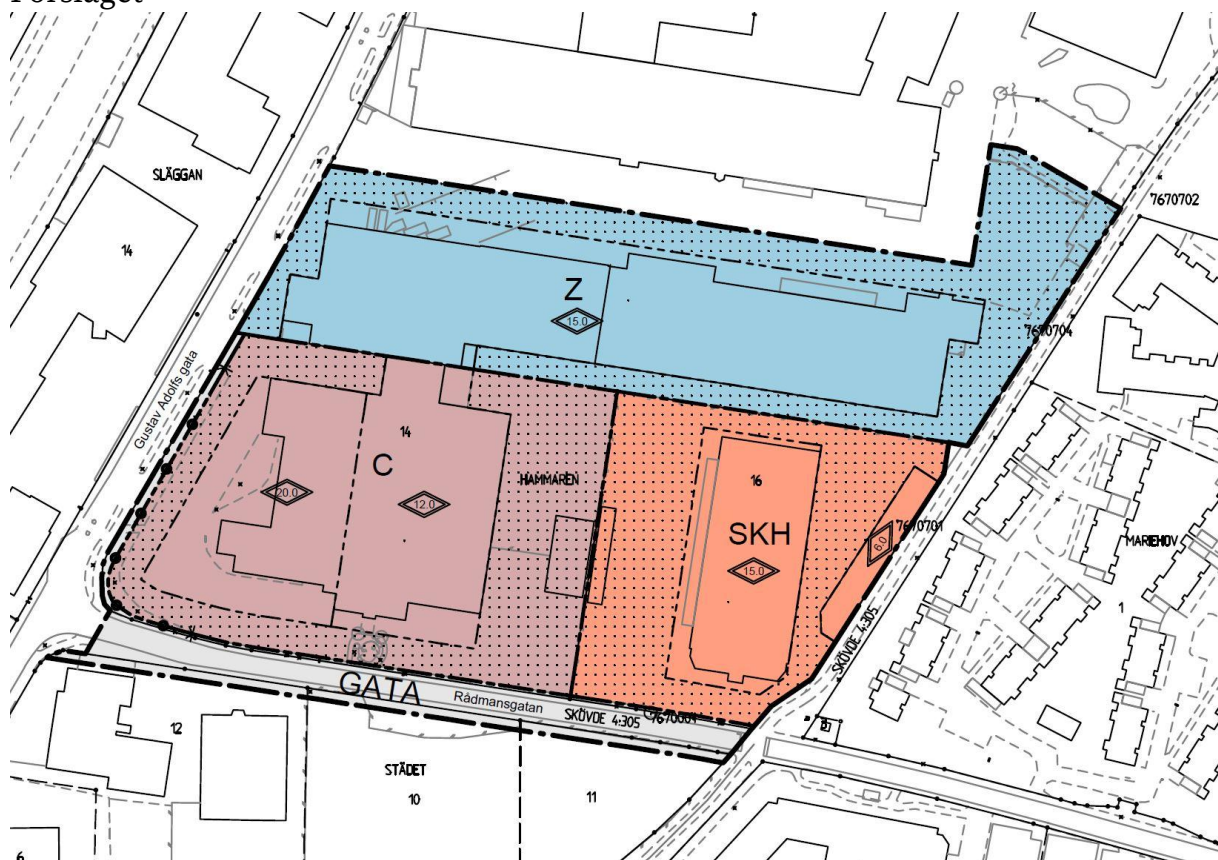 SLÄGGAN
7670702
14
Z
15.0
7670704
Gustav Adolfs gata
14
C
HAMMAREN
16
20.0
12.0
SKH
7670701
6.0
MARIEHOV
15.0
1
SKÖVDE 4:305
GATA
Rådmansgatan
SKÖVDE 4:305
12
STÄDET
10
11
6